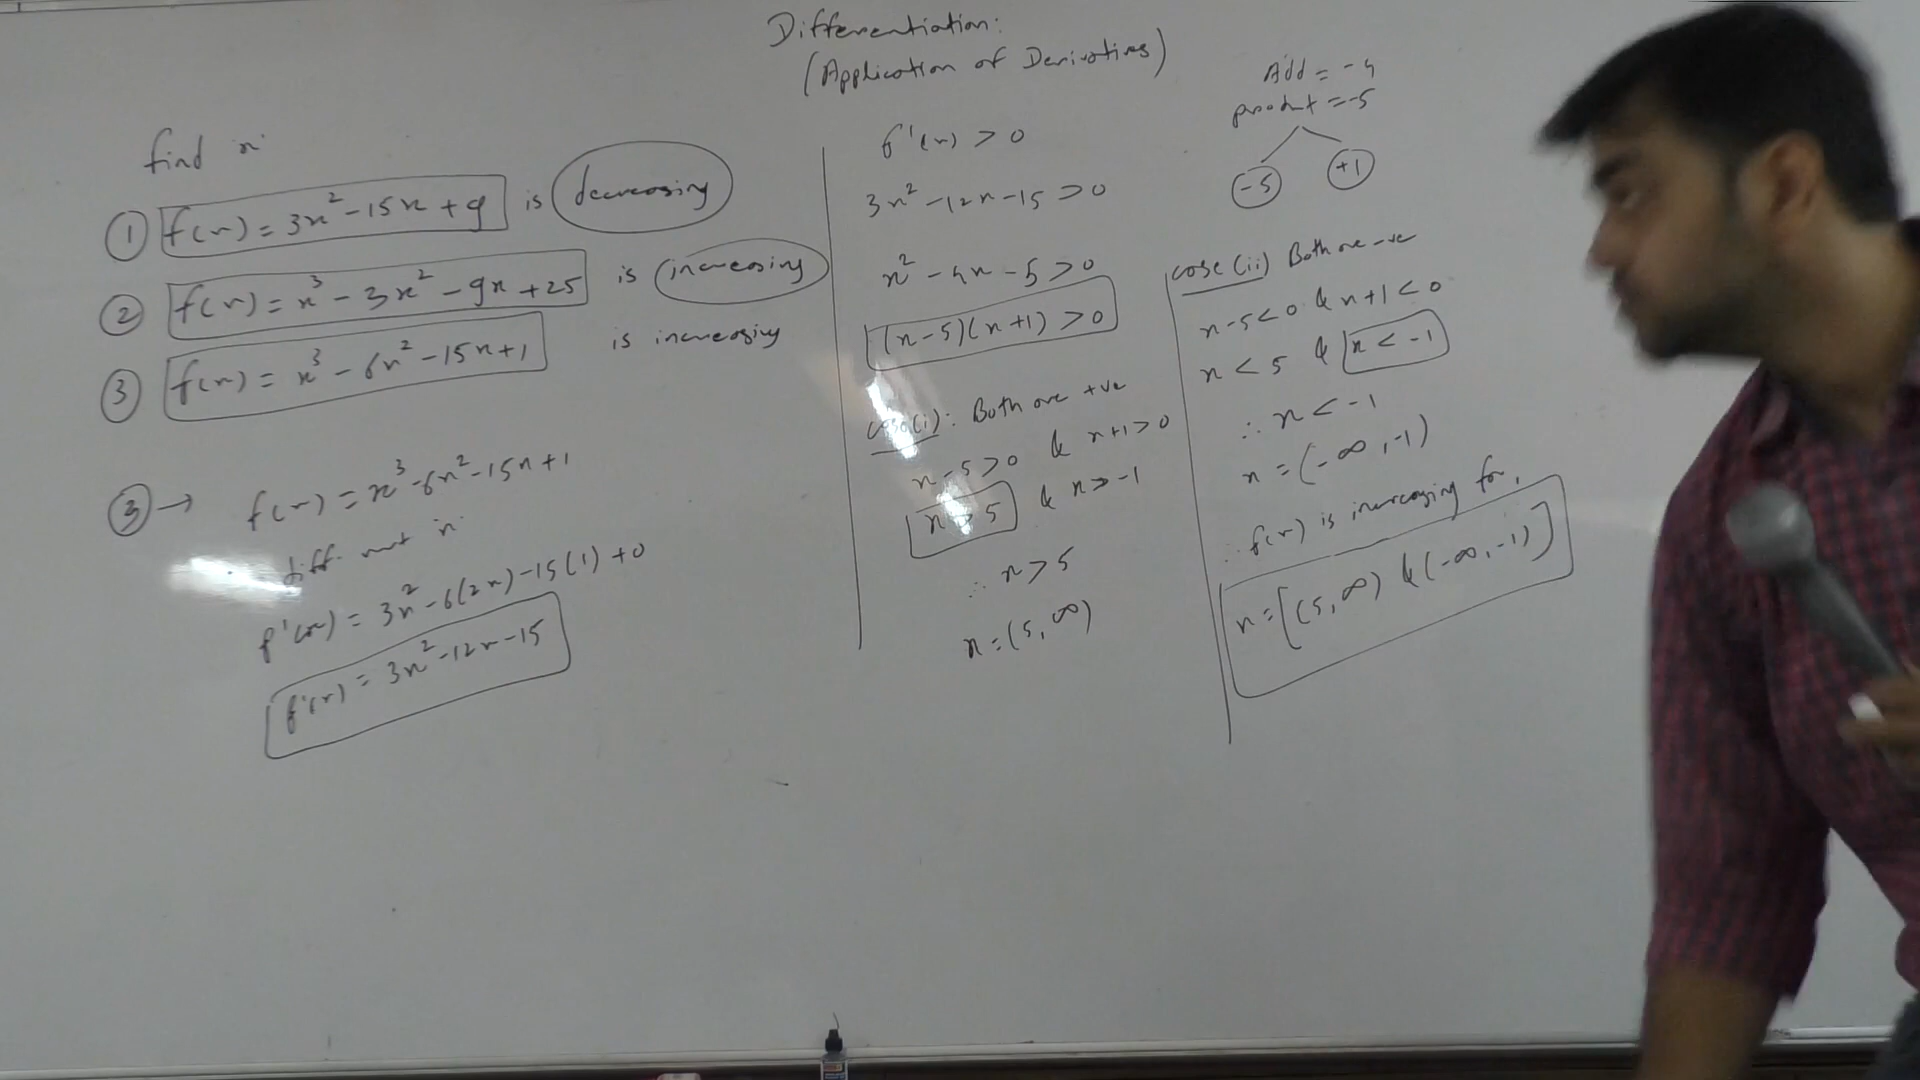 Differentiation:
(Application of Derivatives)
find x
① f(x) = 3x² - 15x + 9 is decreasing
② f(x) = x³ - 3x² - 9x + 25 is increasing
③ f(x) = x³ - 6x² - 15x + 1 is increasing
③ → f(x) = x³ - 6x² - 15x + 1
diff. w.r.t 'x'
f'(x) = 3x² - 6(2x) - 15(1) + 0
f'(x) = 3x² - 12x - 15
f'(x) > 0
3x² - 12x - 15 > 0
x² - 4x - 5 > 0
(x-5)(x+1) > 0
case(i): Both are +ve
x-5 > 0 & x+1 > 0
x > 5 & x > -1
∴ x > 5
x = (5, ∞)
Add = -4
product = -5
-5 +1
case (ii) Both are -ve
x-5 < 0 & x+1 < 0
x < 5 & x < -1
∴ x < -1
x = (-∞, -1)
∴ f(x) is increasing for,
x = [(5, ∞) & (-∞, -1)]